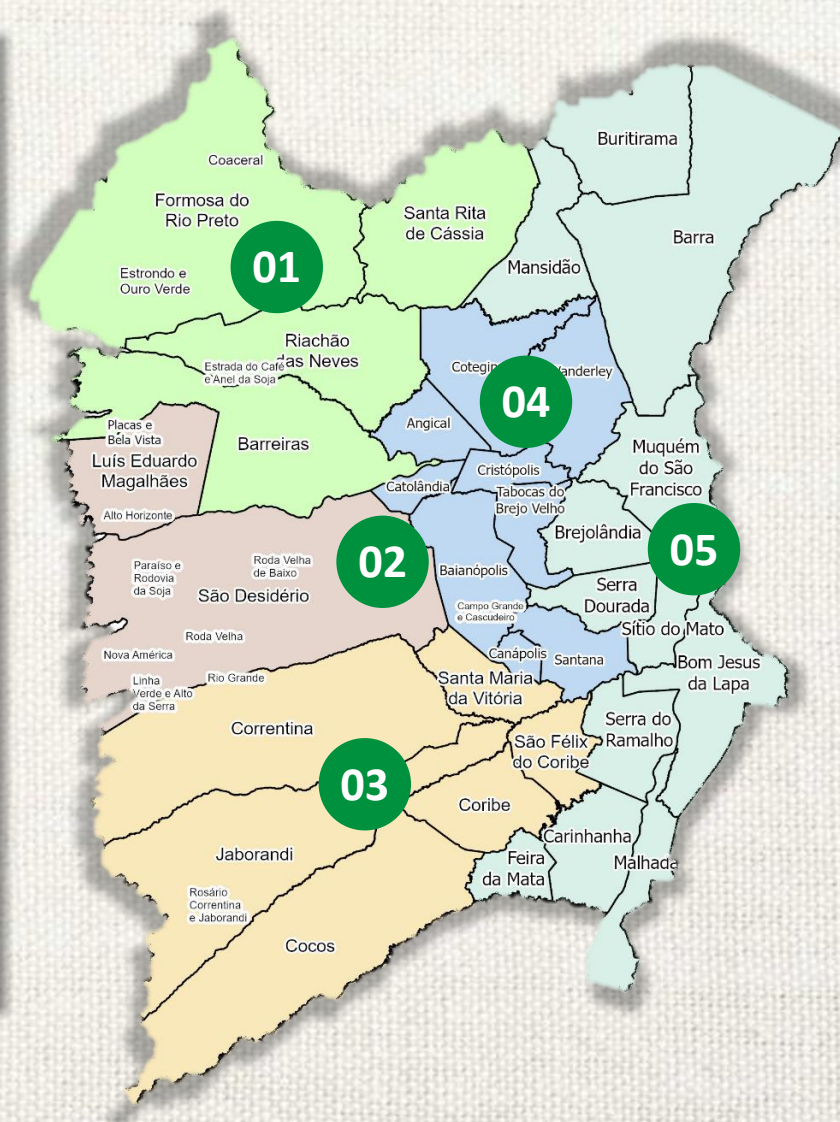 Coaceral
Formosa do
Rio Preto
Estrondo e
Ouro Verde
01
Santa Rita
de Cássia
Riachão
das Neves
Estrada do Café
e Anel da Soja
Barreiras
Placas e
Bela Vista
Luís Eduardo
Magalhães
Alto Horizonte
Paraíso e
Rodovia
da Soja
Roda Velha
de Baixo
São Desidério
02
Roda Velha
Nova América
Linha
Verde e Alto
da Serra
Rio Grande
Correntina
Santa Maria
da Vitória
São Félix
do Coribe
03
Coribe
Jaborandi
Rosário
Correntina
e Jaborandi
Cocos
Angical
04
Cristópolis
Catolândia
Tabocas do
Brejo Velho
Baianópolis
Campo Grande
e Cascudeiro
Canápolis
Santana
Buritirama
Barra
Mansidão
Muquém
do São
Francisco
Brejolândia
05
Serra
Dourada
Sítio do Mato
Bom Jesus
da Lapa
Serra do
Ramalho
Carinhanha
Malhada
Feira
da Mata